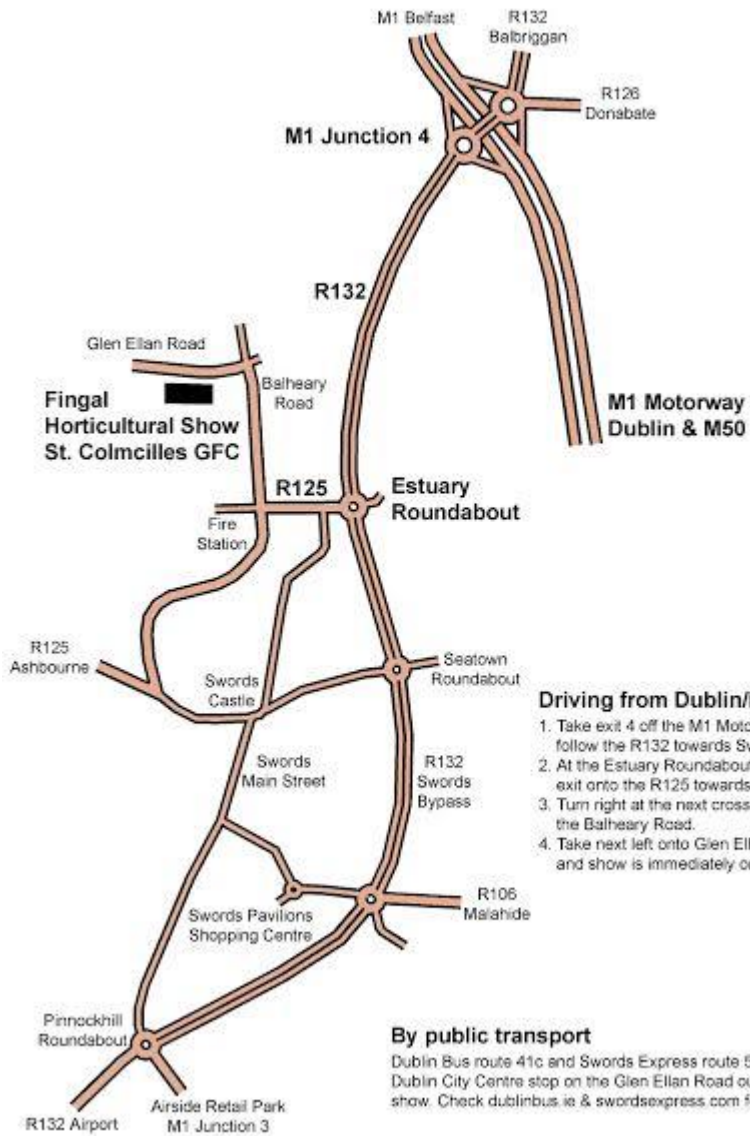 M1 Belfast
R132
Balbriggan
R126
Donabate
M1 Junction 4
R132
Glen Ellan Road
Balheary
Road
Fingal
Horticultural Show
St. Colmcilles GFC
M1 Motorway
Dublin & M50
R125
Estuary
Roundabout
Fire
Station
R125
Ashbourne
Swords
Castle
Seatown
Roundabout
Swords
Main Street
R132
Swords
Bypass
Driving from
1. Take exit 4 off the M1
follow the R132 towards
2. At the Estuary Roundabout
exit onto the R125 towards
3. Turn right at the next
the Balheary Road.
4. Take next left onto Glen
and show is immediately
R106
Malahide
Swords Pavilions
Shopping Centre
Pinnockhill
Roundabout
R132 Airport
Airside Retail Park
M1 Junction 3
By public transport
Dublin Bus route 41c and Swords Express route
Dublin City Centre stop on the Glen Ellan Road
show. Check dublinbus.ie & swordsexpress.com